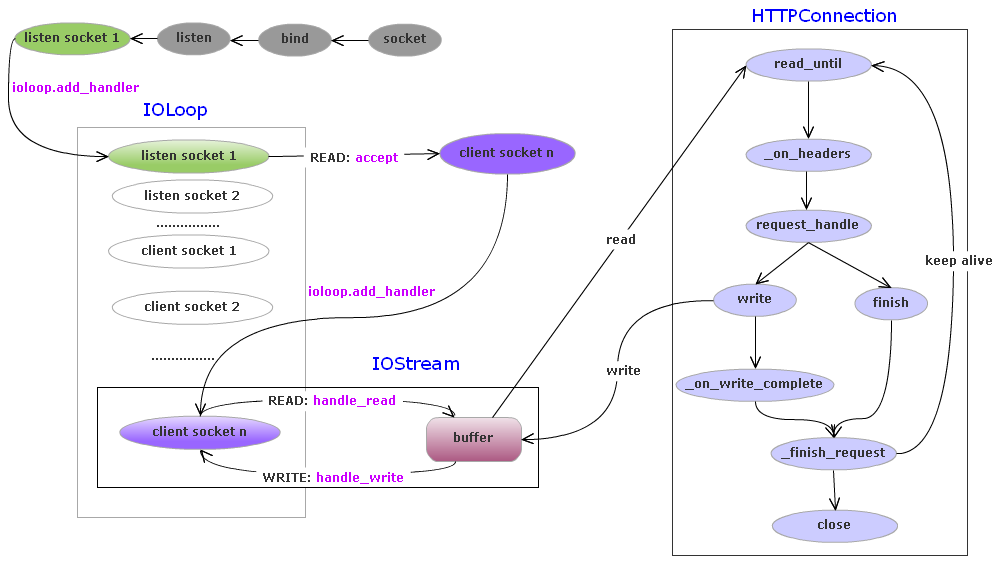 HTTPConnection
listen socket 1
listen
bind
socket
read_until
ioloop.add_handler
IOLoop
listen socket 1
READ: accept
client socket n
_on_headers
listen socket 2
................
client socket 1
request_handle
read
keep alive
ioloop.add_handler
client socket 2
write
finish
................
IOStream
write
_on_write_complete
READ: handle_read
client socket n
buffer
_finish_request
WRITE: handle_write
close